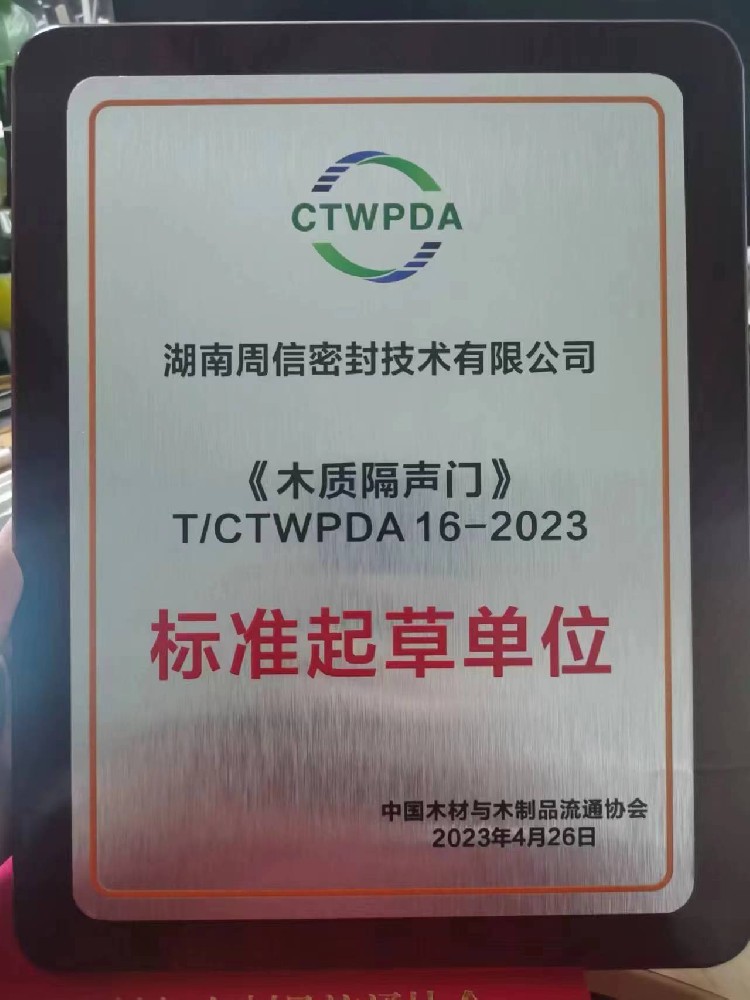 CTWPDA
湖南周信密封技术有限公司
《木质隔声门》
T/CTWPDA 16-2023
标准起草单位
中国木材与木制品流通协会
2023年4月26日